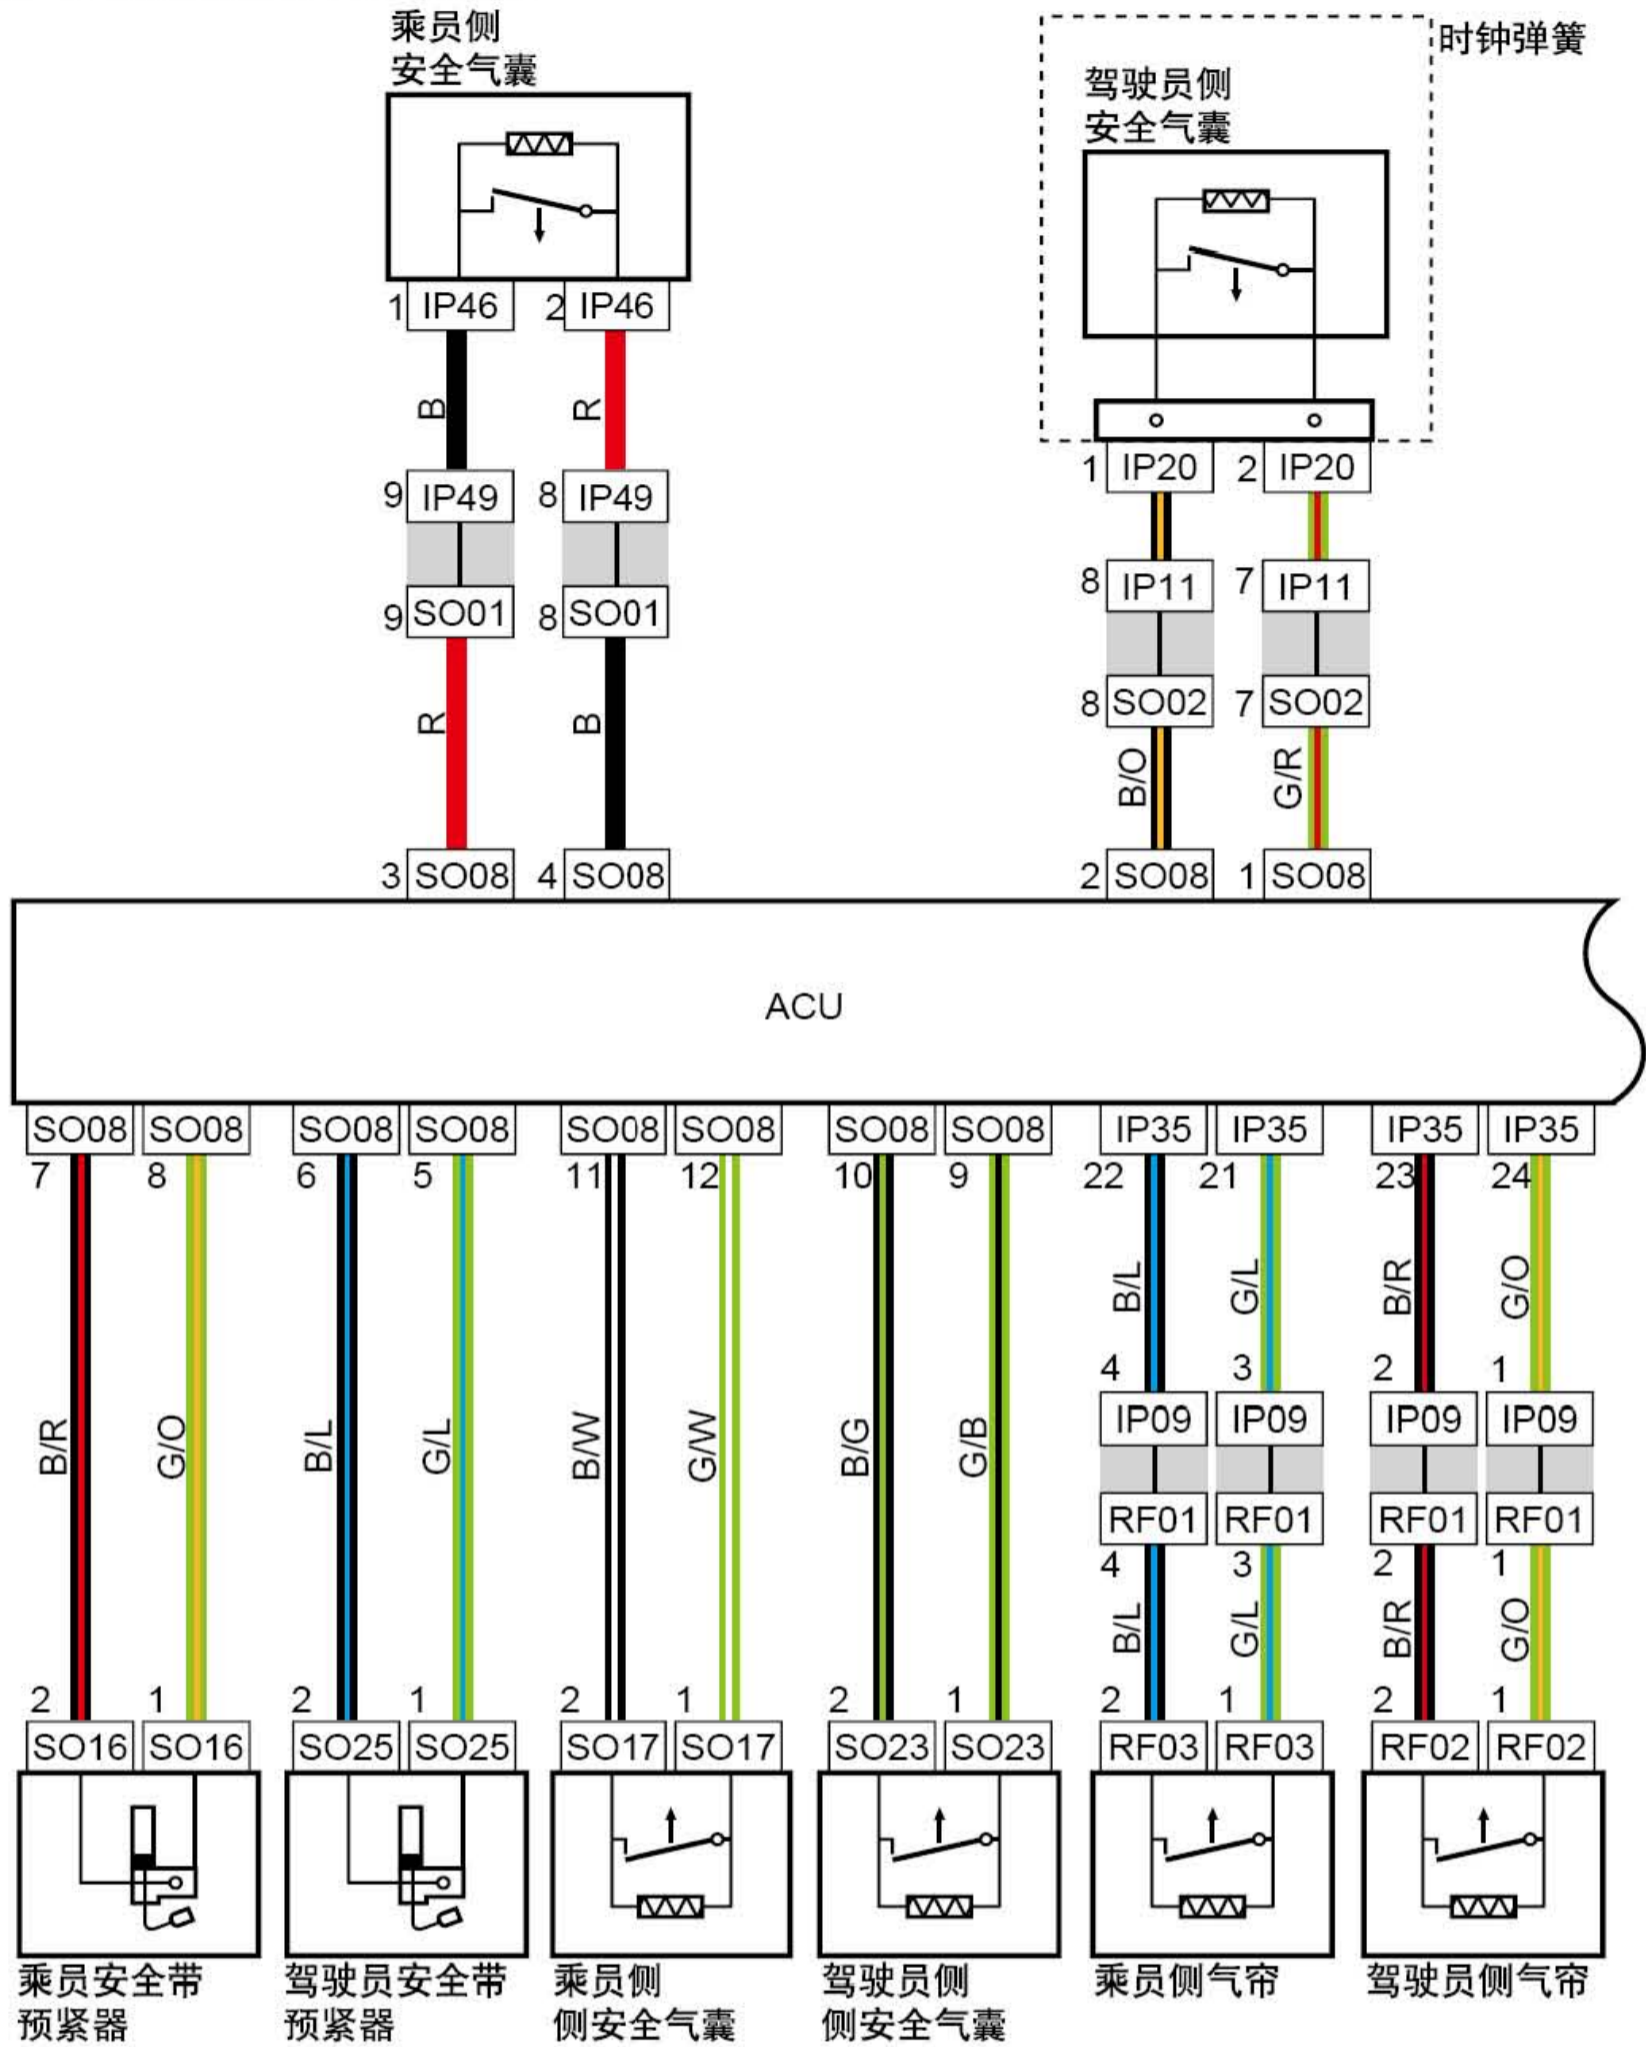 乘员侧
安全气囊
时钟弹簧
驾驶员侧
安全气囊
1 IP46 2 IP46
B R
1 IP20 2 IP20
9 IP49 8 IP49
8 IP11 7 IP11
9 SO01 8 SO01
8 SO02 7 SO02
R B
B/O G/R
3 SO08 4 SO08 2 SO08 1 SO08
ACU
SO08 SO08 SO08 SO08 SO08 SO08 SO08 SO08 IP35 IP35 IP35 IP35
7 8 6 5 11 12 10 9 22 21 23 24
B/L G/L B/R G/O
4 3 2 1
IP09 IP09 IP09 IP09
B/R G/O B/L G/L B/W G/W B/G G/B
RF01 RF01 RF01 RF01
4 3 2 1
B/L G/L B/R G/O
2 1 2 1 2 1 2 1 2 1 2 1
SO16 SO16 SO25 SO25 SO17 SO17 SO23 SO23 RF03 RF03 RF02 RF02
乘员安全带
预紧器
驾驶员安全带
预紧器
乘员侧
侧安全气囊
驾驶员侧
侧安全气囊
乘员侧气帘
驾驶员侧气帘